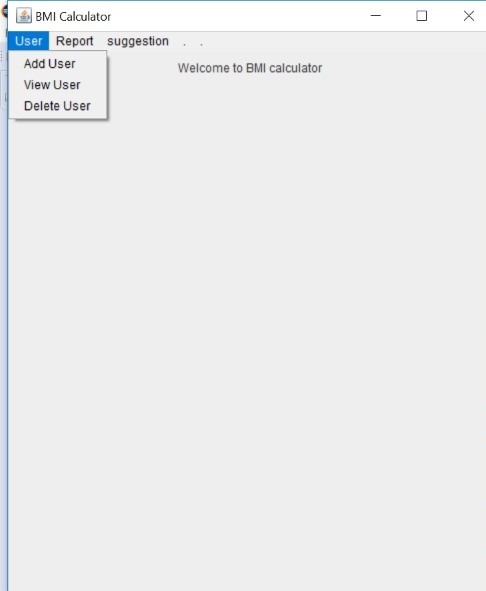 BMI Calculator
User Report suggestion . .
Add User
View User
Delete User
Welcome to BMI calculator